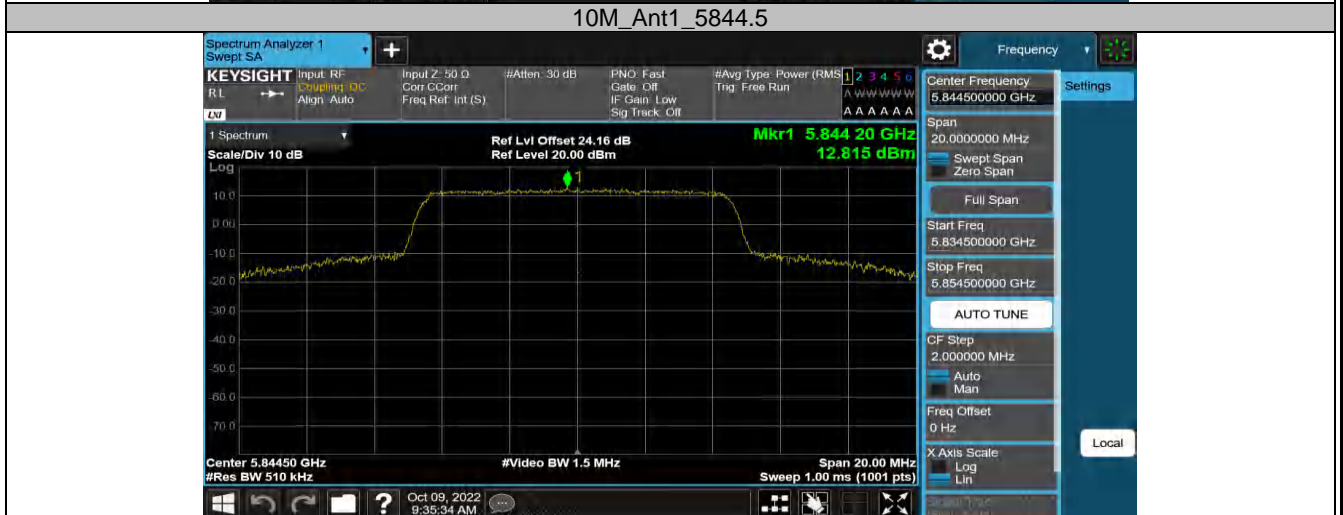 10M_Ant1_5844.5
Spectrum Analyzer 1
Swept SA
Frequency
KEYSIGHT
RL
LXI
Input: RF
Coupling: DC
Align: Auto
Input Z: 50 Ω
Corr CCorr
Freq Ref: Int (S)
#Atten: 30 dB
PNO: Fast
Gate: Off
IF Gain: Low
Sig Track: Off
#Avg Type: Power (RMS
Trig: Free Run
1 2 3 4 5 6
A W W W W W
A A A A A A
Settings
1 Spectrum
Scale/Div 10 dB
Log
Ref Lvl Offset 24.16 dB
Ref Level 20.00 dBm
Mkr1 5.844 20 GHz
12.815 dBm
1
10.0
0.00
-10.0
-20.0
-30.0
-40.0
-50.0
-60.0
-70.0
Center 5.84450 GHz
#Res BW 510 kHz
#Video BW 1.5 MHz
Span 20.00 MHz
Sweep 1.00 ms (1001 pts)
Center Frequency
5.844500000 GHz
Span
20.0000000 MHz
Swept Span
Zero Span
Full Span
Start Freq
5.834500000 GHz
Stop Freq
5.854500000 GHz
AUTO TUNE
CF Step
2.000000 MHz
Auto
Man
Freq Offset
0 Hz
X Axis Scale
Log
Lin
Local
?
Oct 09, 2022
9:35:34 AM